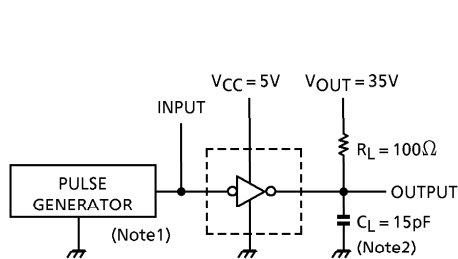 VCC = 5V
VOUT = 35V
INPUT
RL = 100Ω
PULSE
GENERATOR
OUTPUT
(Note1)
CL = 15pF
(Note2)